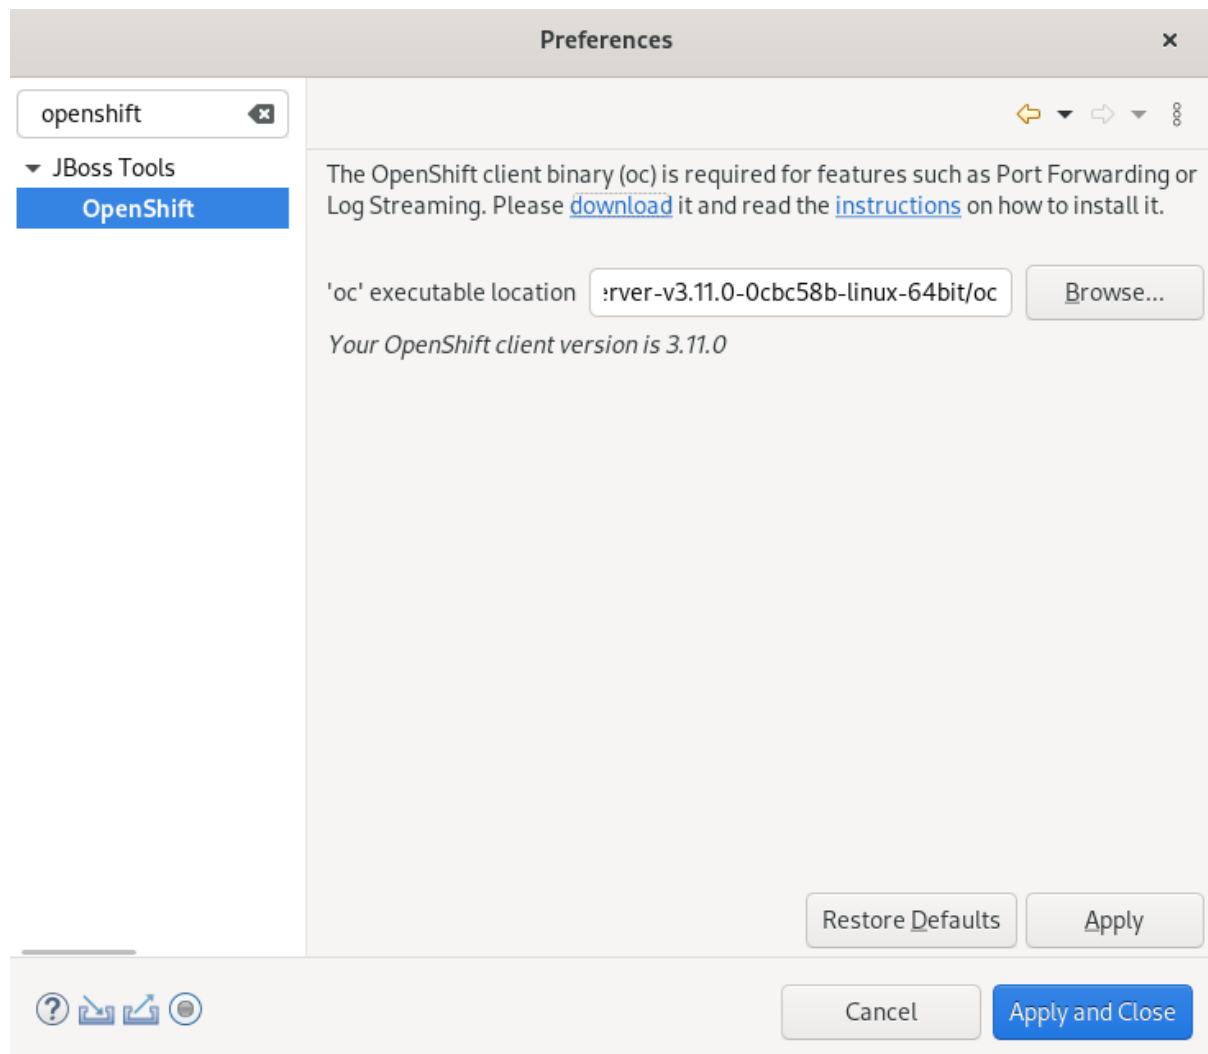 Preferences
openshift
JBoss Tools
OpenShift
The OpenShift client binary (oc) is required for features such as Port Forwarding or
Log Streaming. Please download it and read the instructions on how to install it.
'oc' executable location
rver-v3.11.0-0cbc58b-linux-64bit/oc
Browse...
Your OpenShift client version is 3.11.0
Restore Defaults
Apply
Cancel
Apply and Close